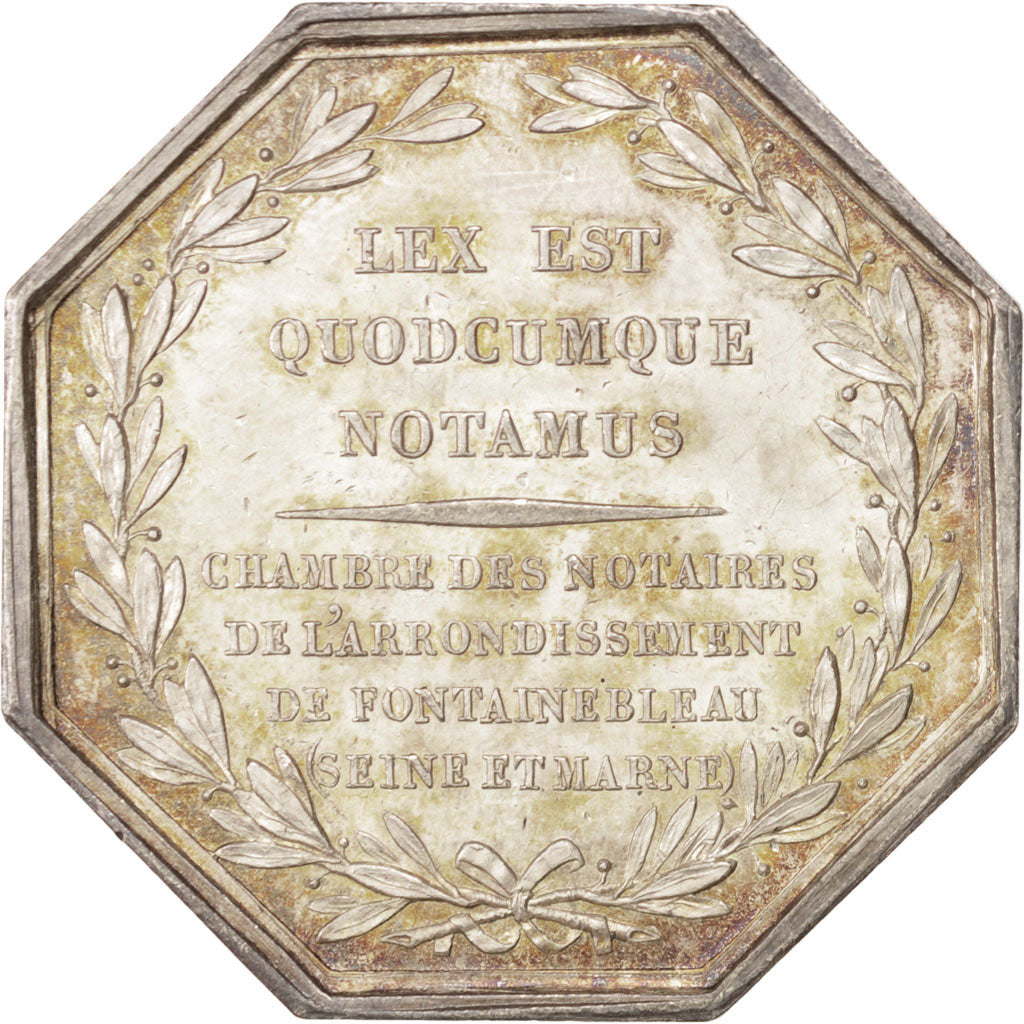 LEX EST
QUODCUMQUE
NOTAMUS
CHAMBRE DES NOTAIRES
DE L'ARRONDISSEMENT
DE FONTAINEBLEAU
(SEINE ET MARNE)